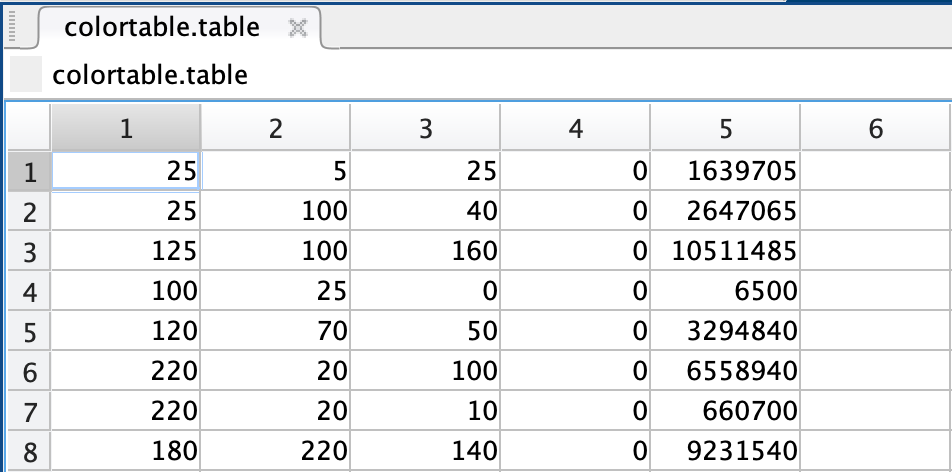 colortable.table
colortable.table
1 2 3 4 5 6
1 25 5 25 0 1639705
2 25 100 40 0 2647065
3 125 100 160 0 10511485
4 100 25 0 0 6500
5 120 70 50 0 3294840
6 220 20 100 0 6558940
7 220 20 10 0 660700
8 180 220 140 0 9231540